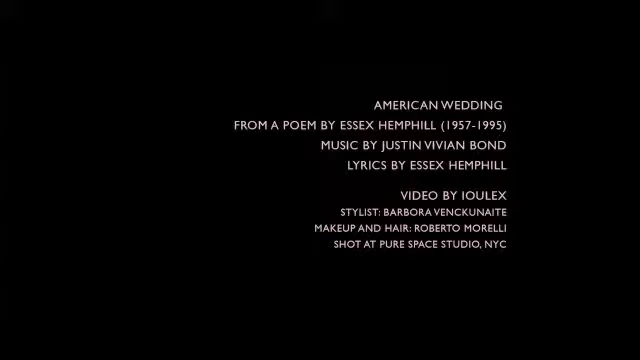 AMERICAN WEDDING
FROM A POEM BY ESSEX HEMPHILL (1957-1995)
MUSIC BY JUSTIN VIVIAN BOND
LYRICS BY ESSEX HEMPHILL
VIDEO BY IOULEX
STYLIST: BARBORA VENCKUNAITE
MAKEUP AND HAIR: ROBERTO MORELLI
SHOT AT PURE SPACE STUDIO, NYC